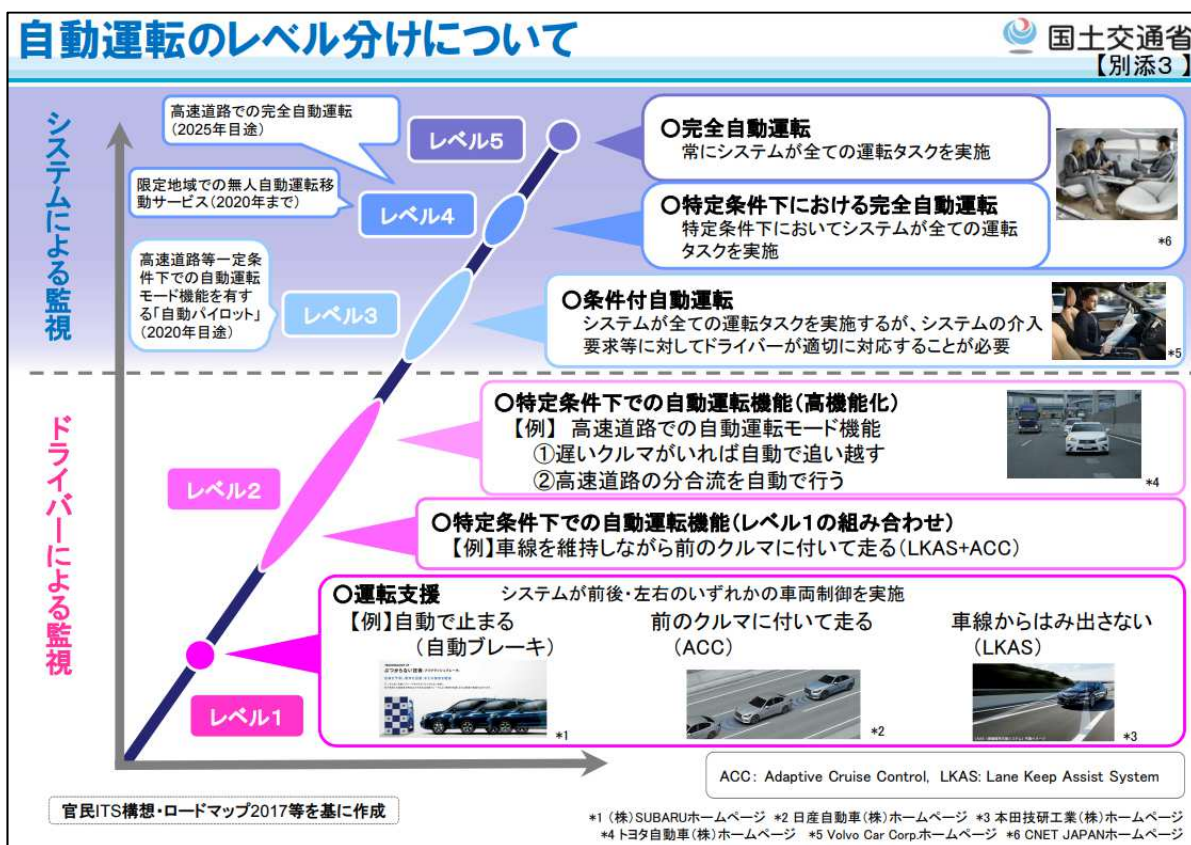 自動運転のレベル分けについて
国土交通省
【別添3】
システムによる監視
ドライバーによる監視
高速道路での完全自動運転
(2025年目途)
レベル5
○完全自動運転
常にシステムが全ての運転タスクを実施
限定地域での無人自動運転移
動サービス(2020年まで)
レベル4
○特定条件下における完全自動運転
特定条件下においてシステムが全ての運転
タスクを実施
*6
高速道路等一定条
件下での自動運転
モード機能を有す
る「自動パイロット」
(2020年目途)
レベル3
○条件付自動運転
システムが全ての運転タスクを実施するが、システムの介入
要求等に対してドライバーが適切に対応することが必要
*5
レベル2
○特定条件下での自動運転機能(高機能化)
【例】 高速道路での自動運転モード機能
①遅いクルマがいれば自動で追い越す
②高速道路の分合流を自動で行う
*4
○特定条件下での自動運転機能(レベル1の組み合わせ)
【例】車線を維持しながら前のクルマに付いて走る(LKAS+ACC)
レベル1
○運転支援 システムが前後・左右のいずれかの車両制御を実施
【例】自動で止まる
(自動ブレーキ)
*1
前のクルマに付いて走る
(ACC)
*2
車線からはみ出さない
(LKAS)
*3
ACC: Adaptive Cruise Control, LKAS: Lane Keep Assist System
官民ITS構想・ロードマップ2017等を基に作成
*1 (株)SUBARUホームページ *2 日産自動車(株)ホームページ *3 本田技研工業(株)ホームページ
*4 トヨタ自動車(株)ホームページ *5 Volvo Car Corp.ホームページ *6 CNET JAPANホームページ